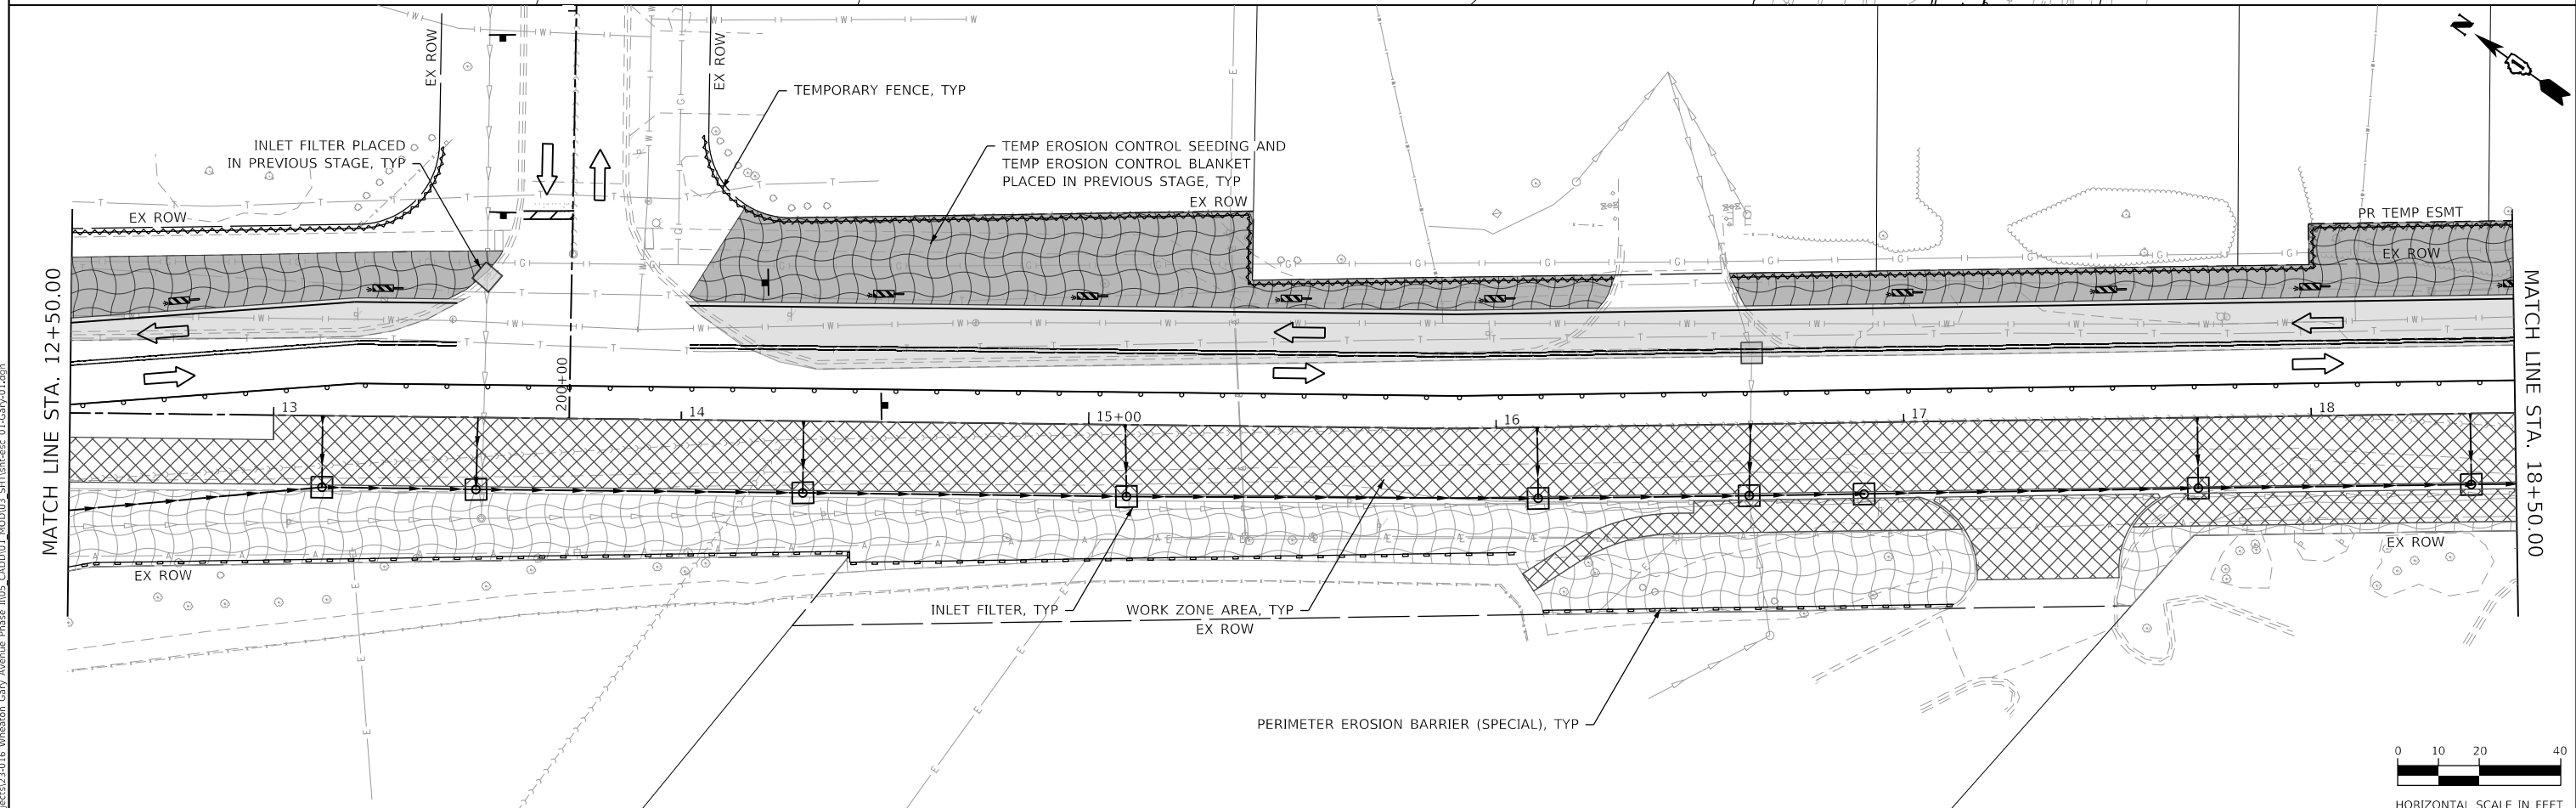 N
EX ROW
EX ROW
TEMPORARY FENCE, TYP
INLET FILTER PLACED
IN PREVIOUS STAGE, TYP
TEMP EROSION CONTROL SEEDING AND
TEMP EROSION CONTROL BLANKET
PLACED IN PREVIOUS STAGE, TYP
EX ROW
EX ROW
PR TEMP ESMT
EX ROW
MATCH LINE STA. 12+50.00
MATCH LINE STA. 18+50.00
200+00
13
14
15+00
16
17
18
EX ROW
EX ROW
INLET FILTER, TYP
WORK ZONE AREA, TYP
EX ROW
PERIMETER EROSION BARRIER (SPECIAL), TYP
0 10 20 40
HORIZONTAL SCALE IN FEET